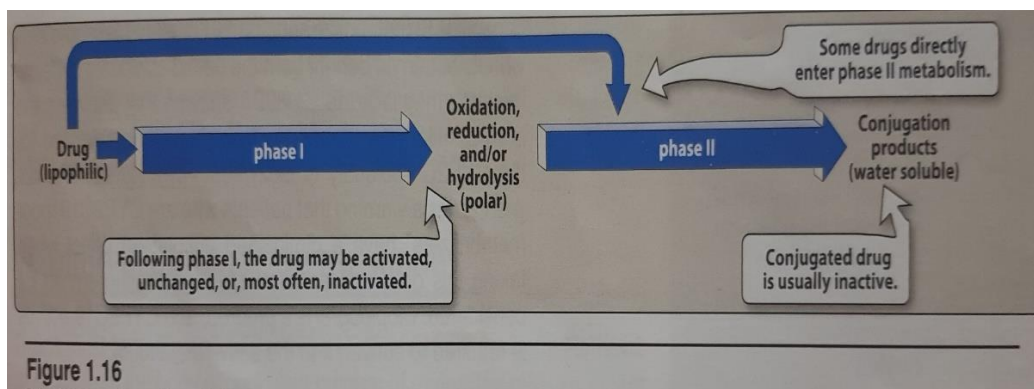 Some drugs directly
enter phase II metabolism.
Drug
(lipophilic)
phase I
Oxidation,
reduction,
and/or
hydrolysis
(polar)
phase II
Conjugation
products
(water soluble)
Following phase I, the drug may be activated,
unchanged, or, most often, inactivated.
Conjugated drug
is usually inactive.
Figure 1.16